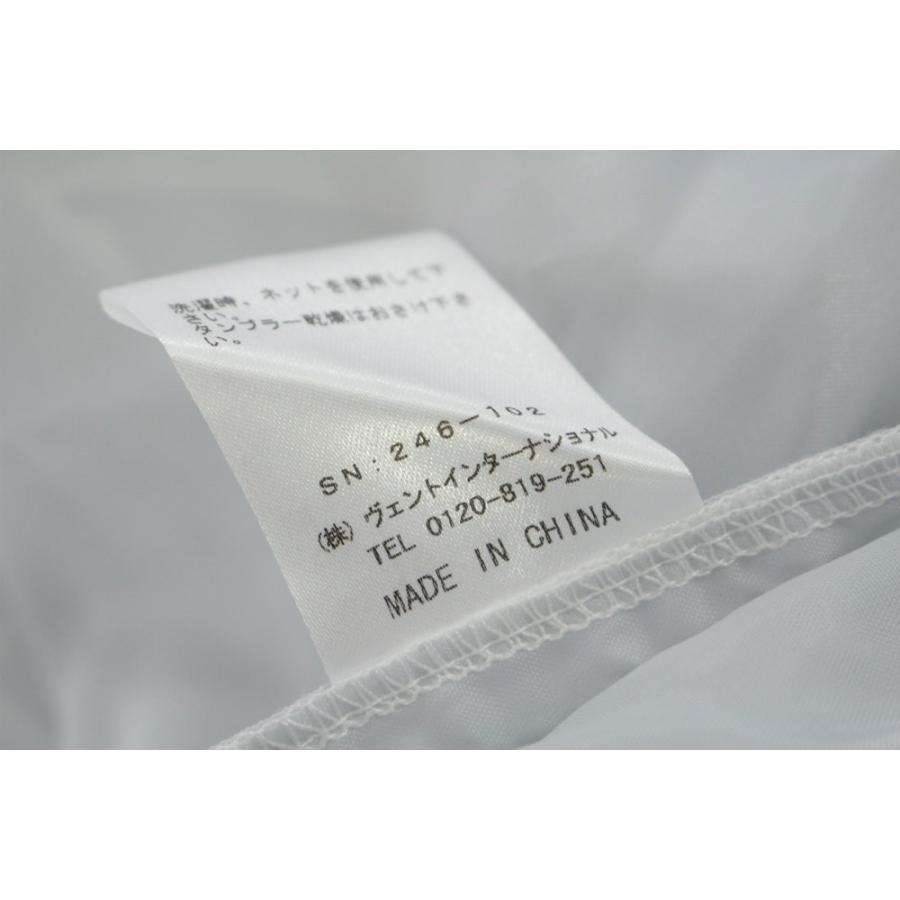 洗濯時、ネットを使用して下
さい。
タンブラー乾燥はおさけ下さ
い。
SN:246-102
(株)ヴェントインターナショナル
TEL 0120-819-251
MADE IN CHINA